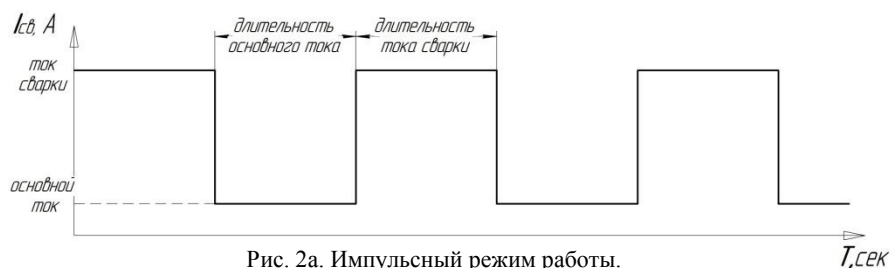 Iсв, А
длительность
основного тока
длительность
тока сварки
ток
сварки
основной
ток
Т,сек
Рис. 2а. Импульсный режим работы.